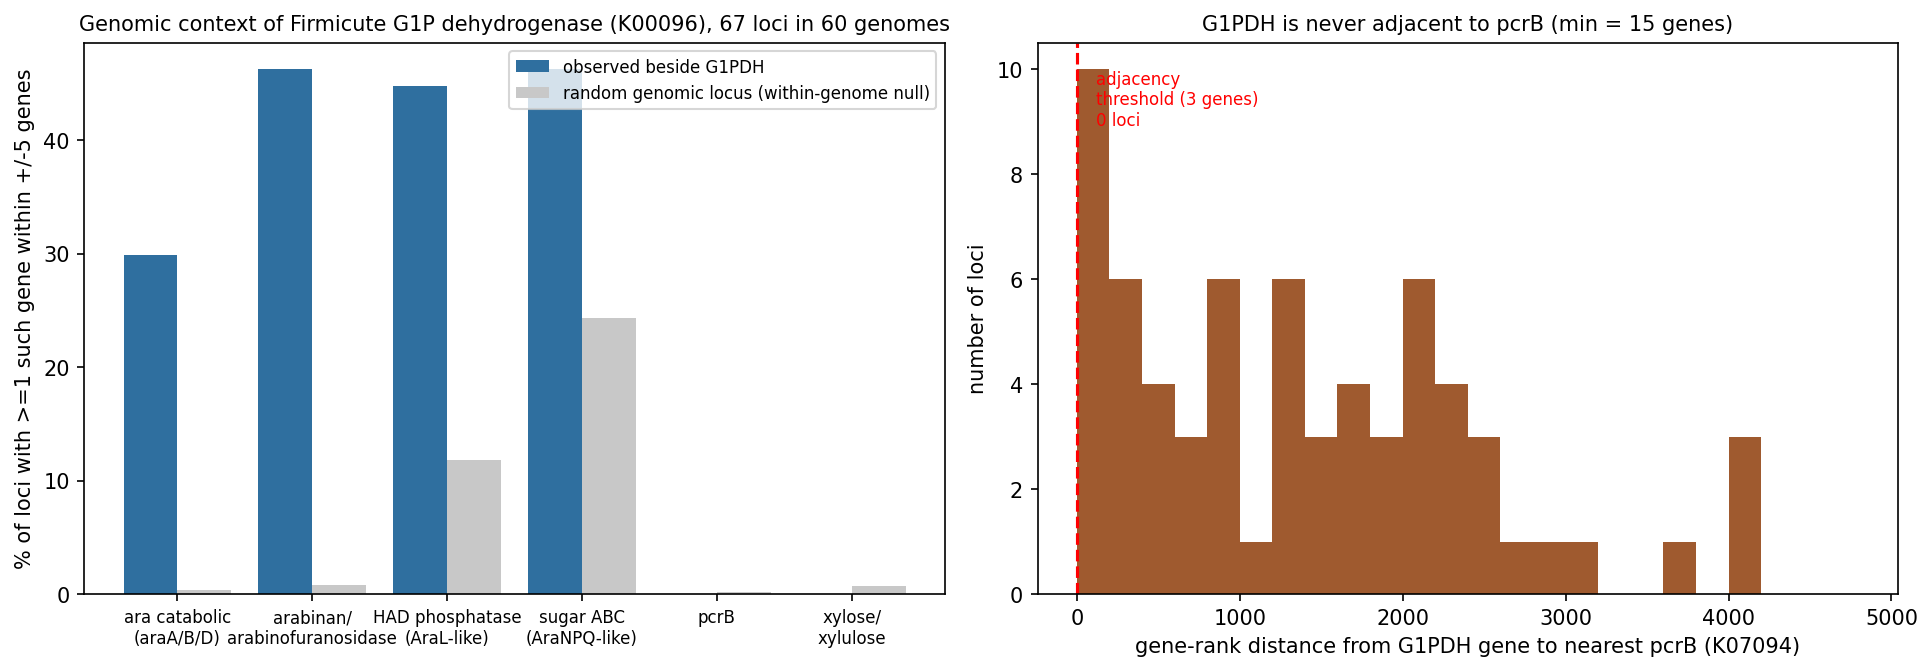 Genomic context of Firmicute G1P dehydrogenase (K00096), 67 loci in 60 genomes
% of loci with >=1 such gene within +/-5 genes
40
30
20
10
0
observed beside G1PDH
random genomic locus (within-genome null)
ara catabolic
(araA/B/D)
arabinan/
arabinofuranosidase
HAD phosphatase
(AraL-like)
sugar ABC
(AraNPQ-like)
pcrB
xylose/
xylulose
G1PDH is never adjacent to pcrB (min = 15 genes)
number of loci
10
8
6
4
2
0
adjacency
threshold (3 genes)
0 loci
0
1000
2000
3000
4000
5000
gene-rank distance from G1PDH gene to nearest pcrB (K07094)